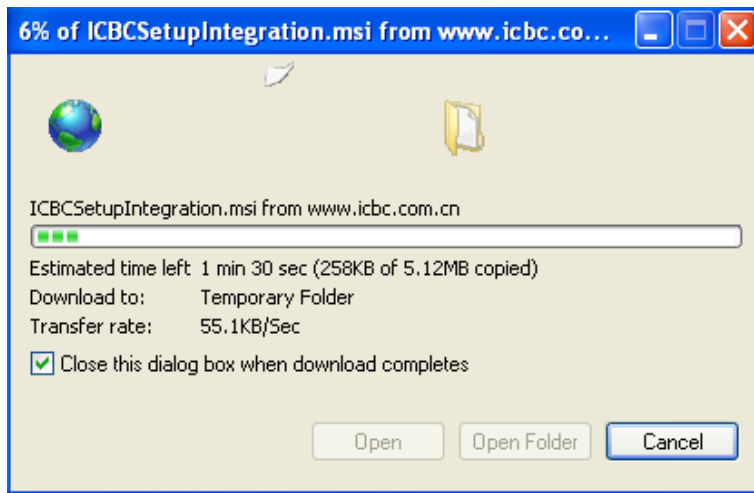 6% of ICBCSetupIntegration.msi from www.icbc.co...
ICBCSetupIntegration.msi from www.icbc.com.cn
Estimated time left 1 min 30 sec (258KB of 5.12MB copied)
Download to: Temporary Folder
Transfer rate: 55.1KB/Sec
Close this dialog box when download completes
Open Open Folder Cancel